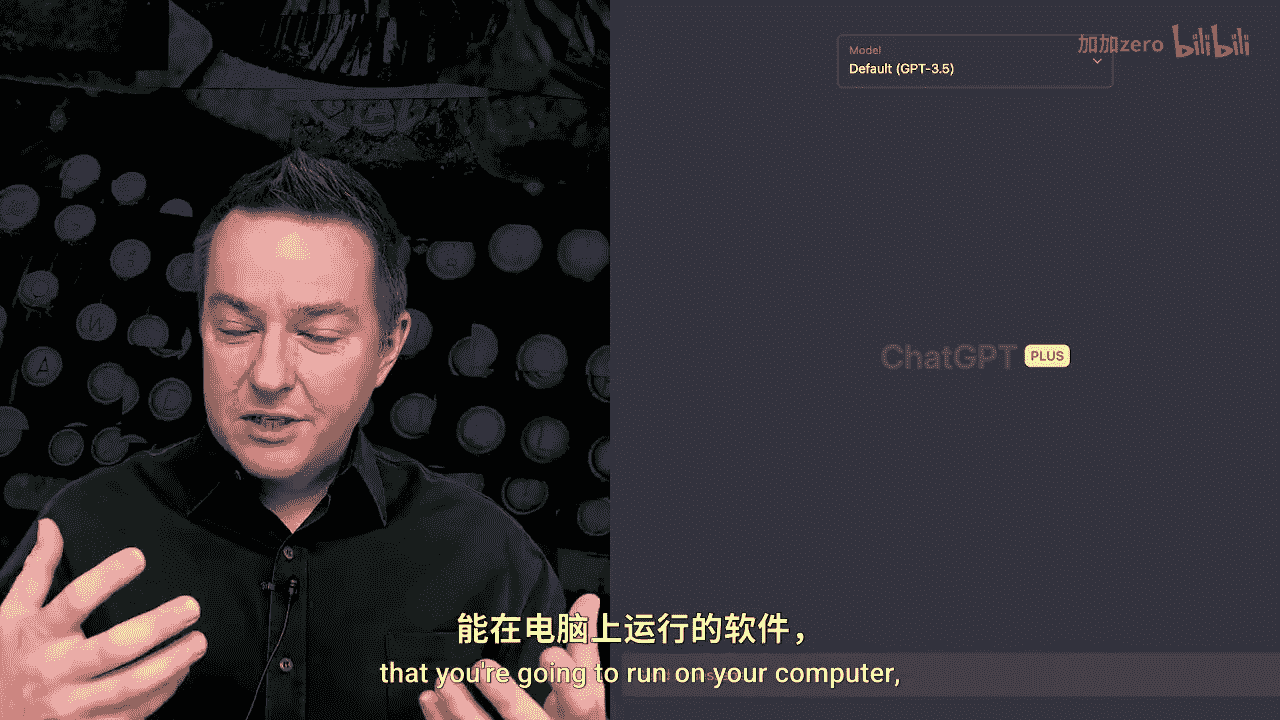 Model
Default (GPT-3.5)
加加zero bilibili
ChatGPT PLUS
能在电脑上运行的软件，
that you're going to run on your computer,